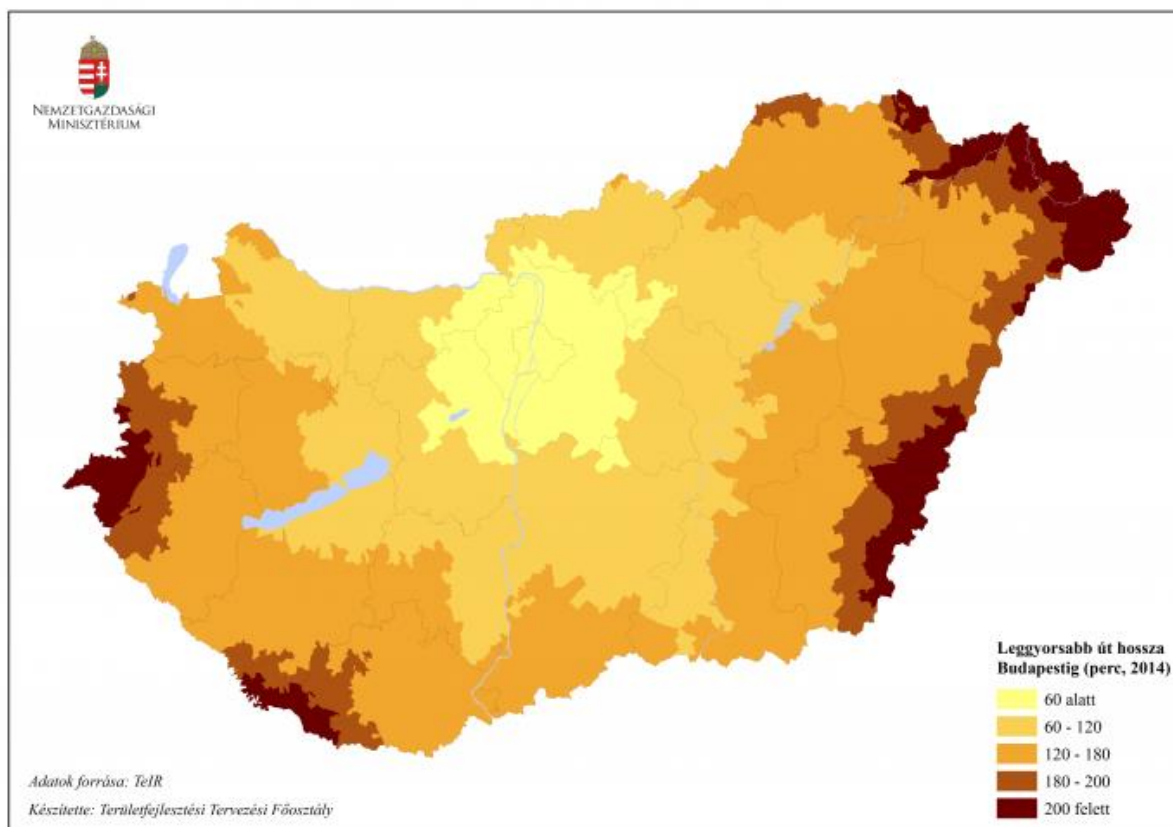 NEMZETGAZDASÁGI
MINISZTÉRIUM
Leggyorsabb út hossza
Budapestig (perc, 2014)
60 alatt
60 - 120
120 - 180
180 - 200
200 felett
Adatok forrása: TeIR
Készítette: Területfejlesztési Tervezési Főosztály